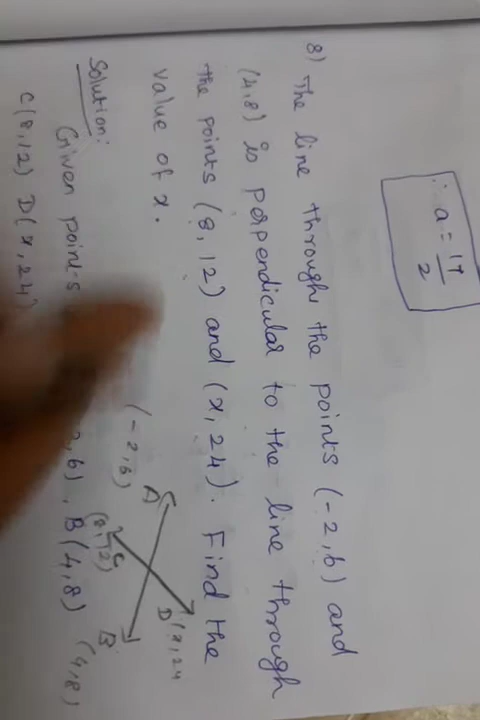 ∴ a = 17/2
8) The line through the points (-2,6) and
(4,8) is perpendicular to the line through
the points (8,12) and (x,24). Find the
value of x.
Solution:
Given points 2,6), B(4,8)
C(8,12) D(x,24)
(-2,6)
A
(8,12)
C
D
(x,24
B
(4,8)